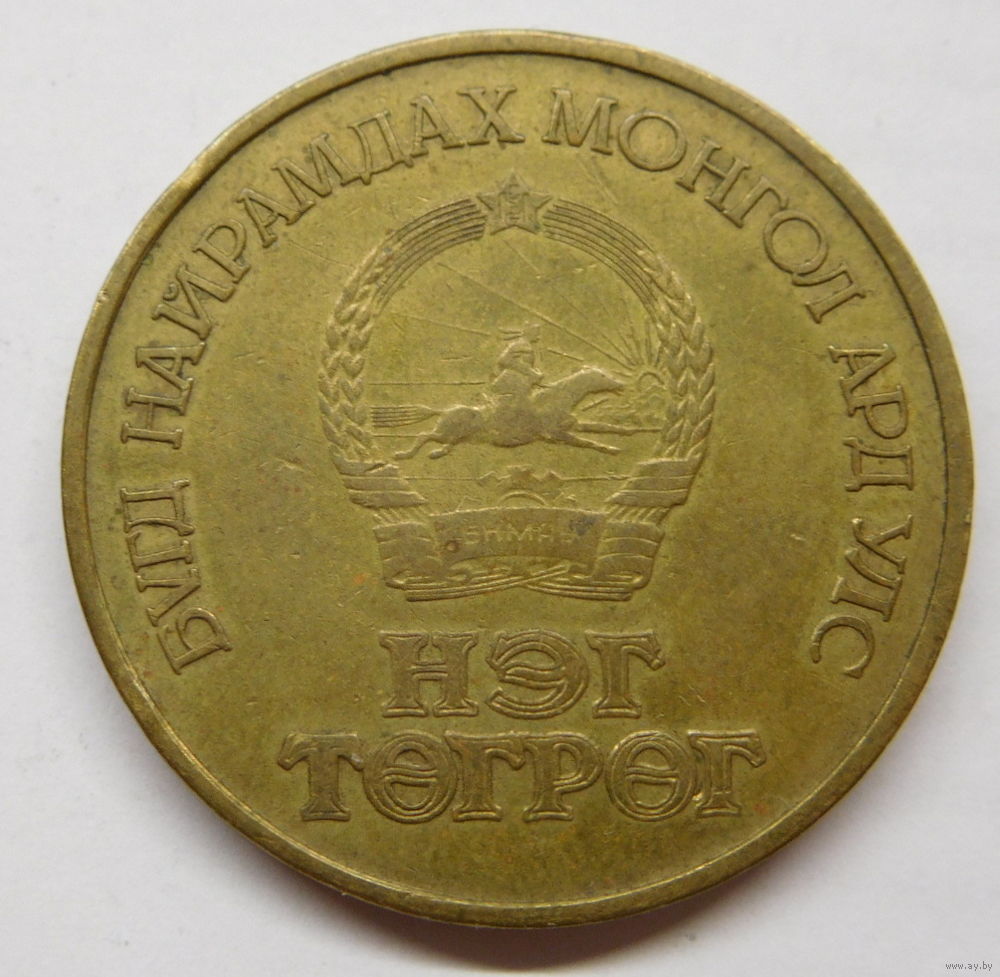 БҮГД НАЙРАМДАХ МОНГОЛ АРД УЛС
БНМАУ
НЭГ
ТӨГРӨГ
www.ay.by